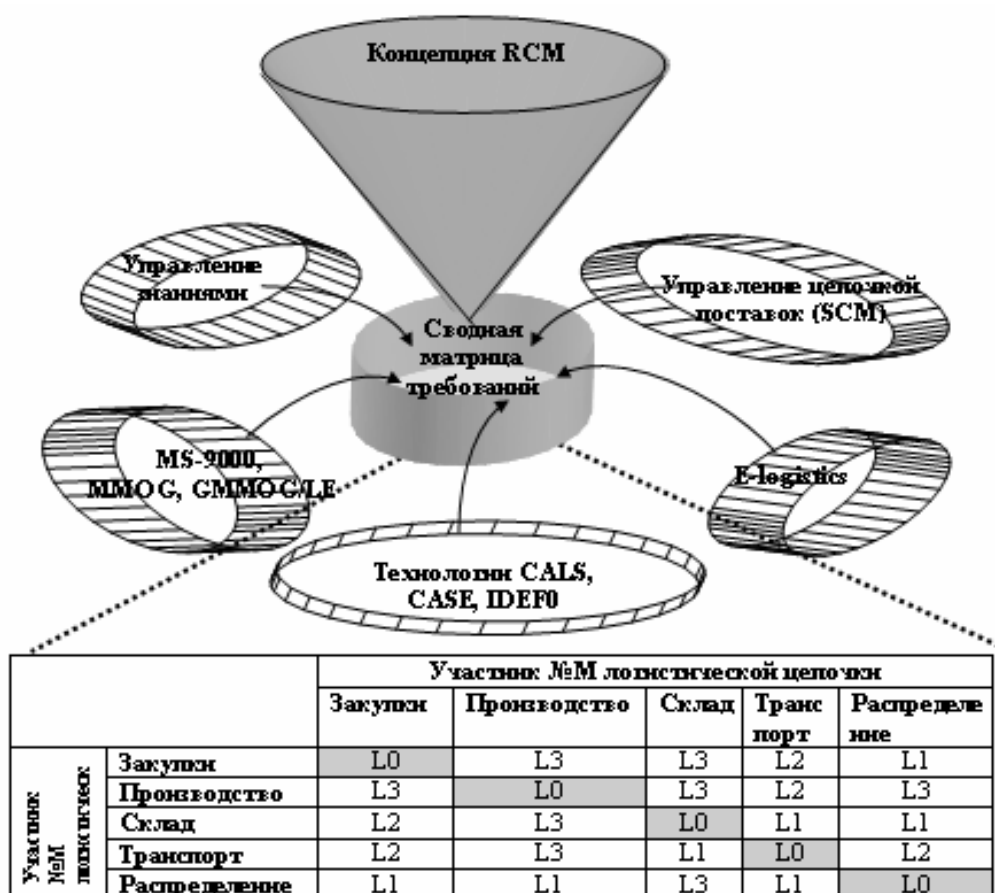 Концепция RCM
Управление
знаниями
Управление цепочкой
поставок (SCM)
Сводная
матрица
требований
MS-9000,
MMOG, GMMOG/LE
E-logistics
Технологии CALS,
CASE, IDEF0
Участник №М логистической цепочки
Закупки Производство Склад Транс Распределе
порт ние
Участник
№М
логистическ
Закупки L0 L3 L3 L2 L1
Производство L3 L0 L3 L2 L3
Склад L2 L3 L0 L1 L1
Транспорт L2 L3 L1 L0 L2
Распределение L1 L1 L3 L1 L0